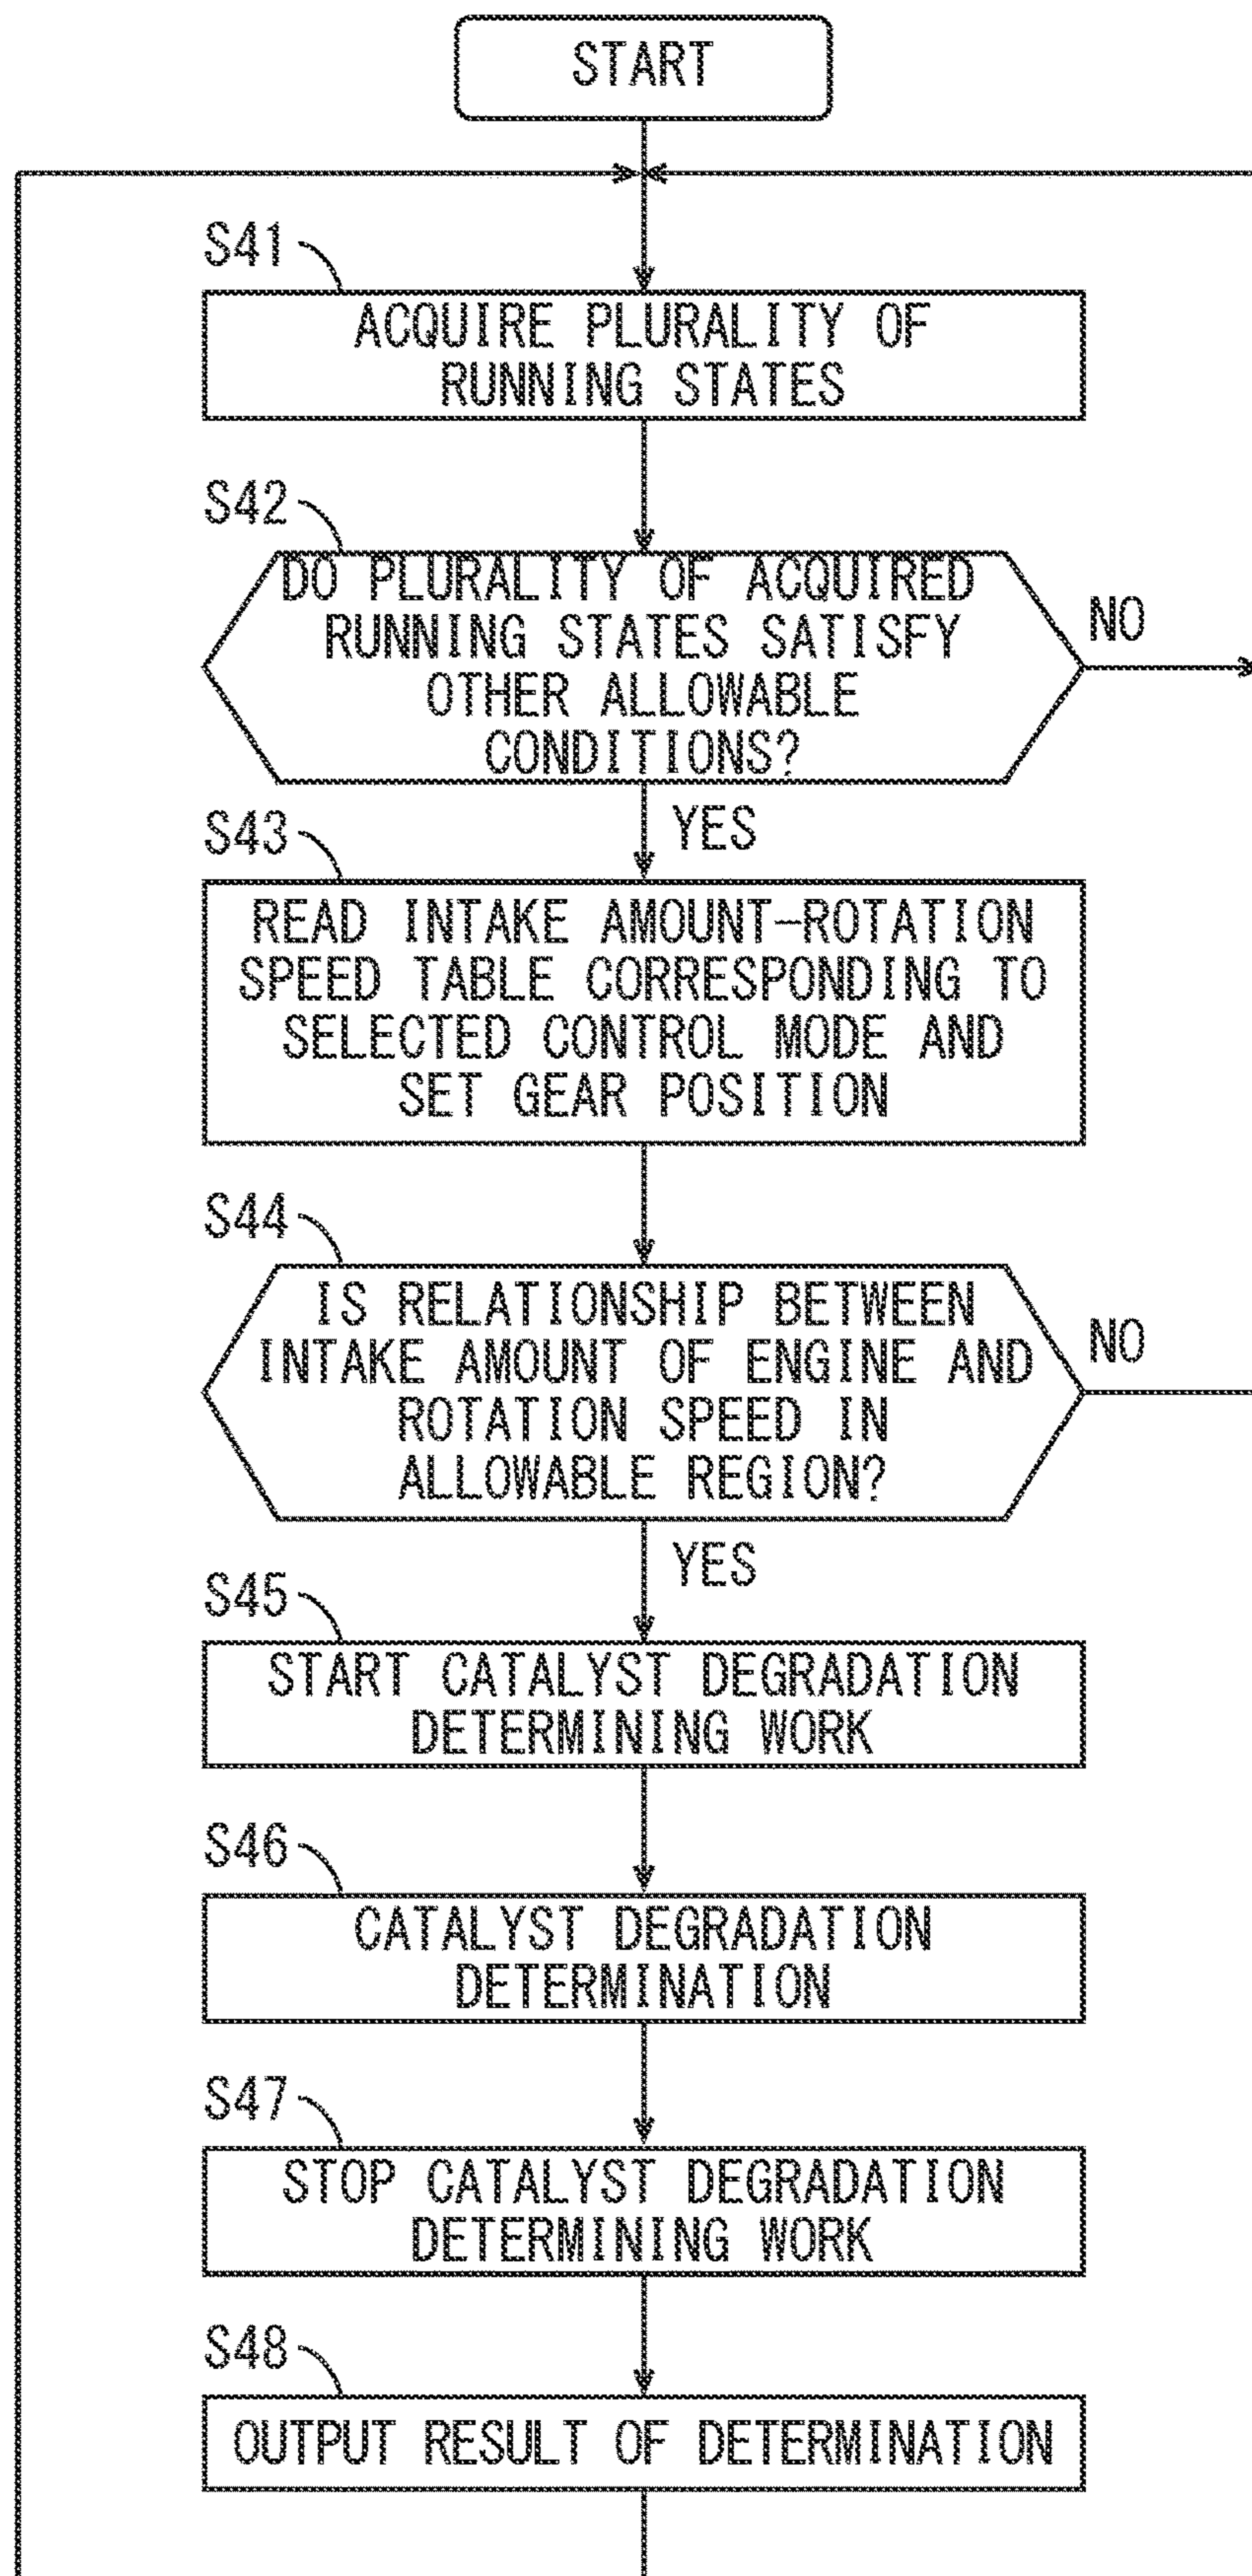 START
S41
ACQUIRE PLURALITY OF
RUNNING STATES
S42
DO PLURALITY OF ACQUIRED
RUNNING STATES SATISFY
OTHER ALLOWABLE
CONDITIONS?
NO
YES
S43
READ INTAKE AMOUNT-ROTATION
SPEED TABLE CORRESPONDING TO
SELECTED CONTROL MODE AND
SET GEAR POSITION
S44
IS RELATIONSHIP BETWEEN
INTAKE AMOUNT OF ENGINE AND
ROTATION SPEED IN
ALLOWABLE REGION?
NO
YES
S45
START CATALYST DEGRADATION
DETERMINING WORK
S46
CATALYST DEGRADATION
DETERMINATION
S47
STOP CATALYST DEGRADATION
DETERMINING WORK
S48
OUTPUT RESULT OF DETERMINATION